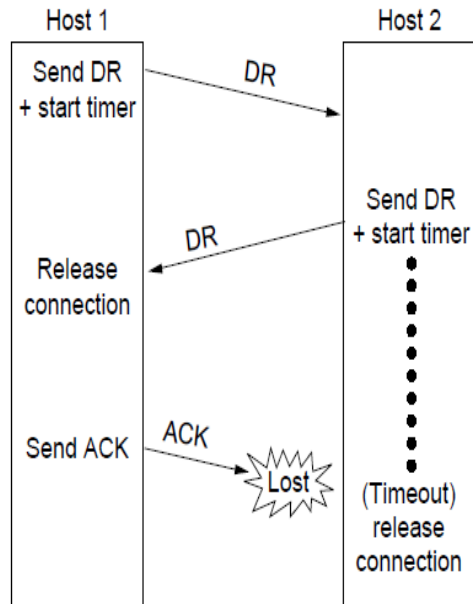 Host 1
Host 2
Send DR
+ start timer
DR
Send DR
+ start timer
DR
Release
connection
Send ACK
ACK
Lost
(Timeout)
release
connection